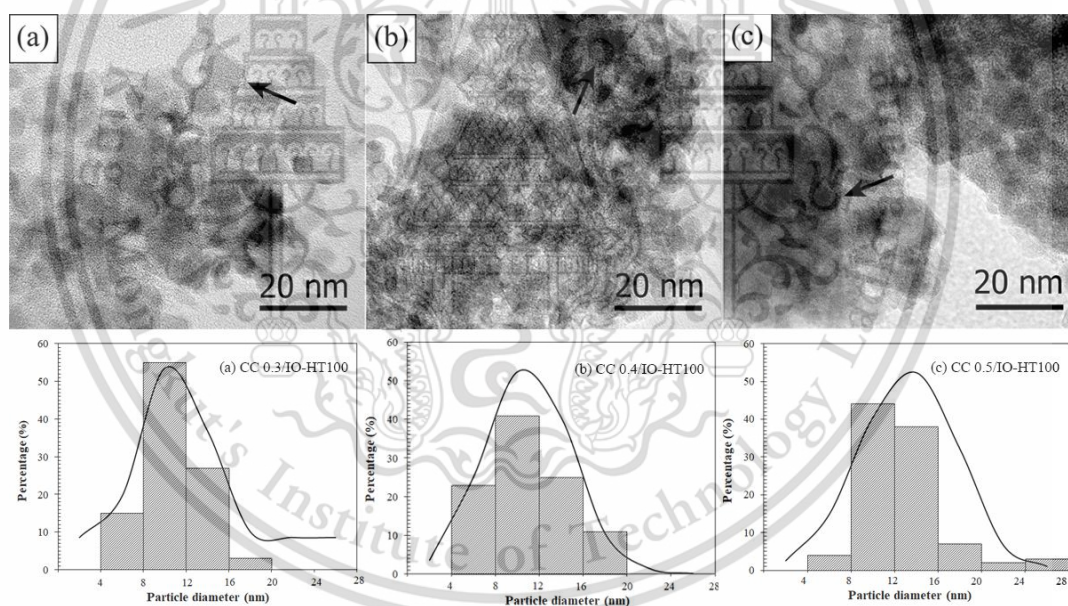 (a)
(b)
(c)
20 nm
20 nm
20 nm
(a) CC 0.3/IO-HT100
Percentage (%)
60
50
40
30
20
10
0
4 8 12 16 20 24 28
Particle diameter (nm)
(b) CC 0.4/IO-HT100
Percentage (%)
60
50
40
30
20
10
0
4 8 12 16 20 24 28
Particle diameter (nm)
(c) CC 0.5/IO-HT100
Percentage (%)
60
50
40
30
20
10
0
4 8 12 16 20 24 28
Particle diameter (nm)
King Mongkut's Institute of Technology Ladkrabang